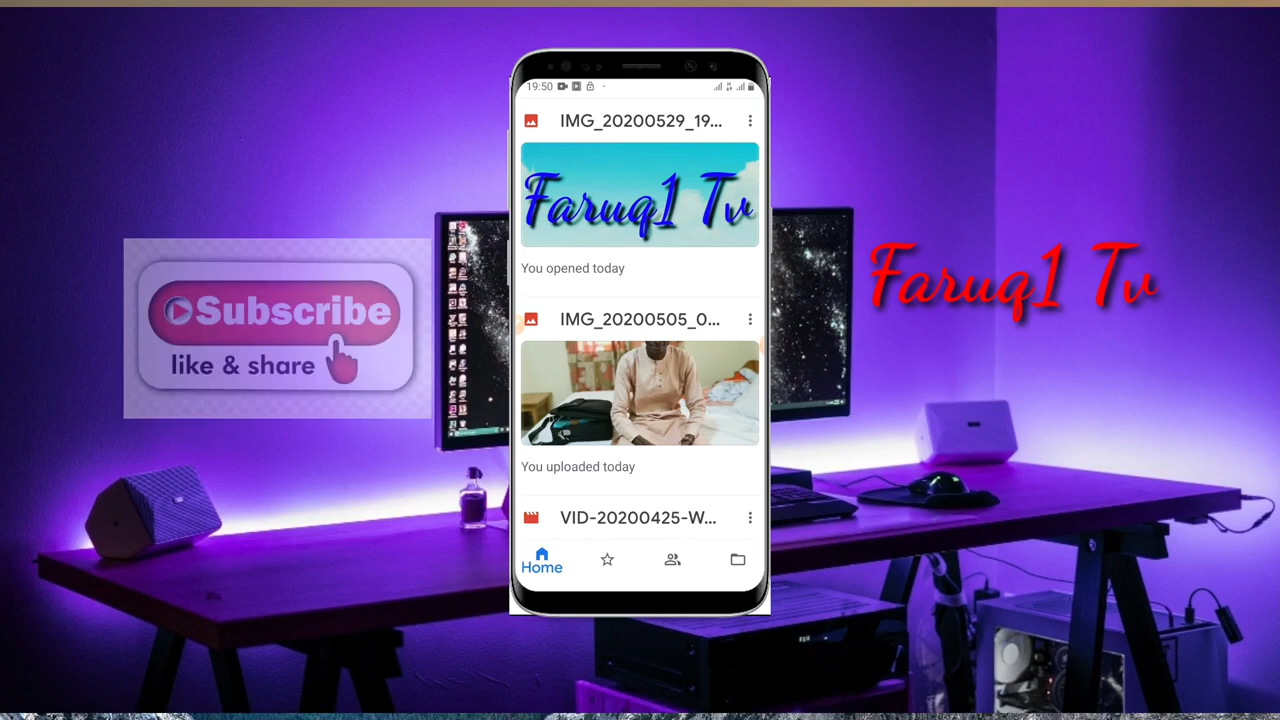 19:50
IMG_20200529_19...
Faruq1 Tv
You opened today
IMG_20200505_0...
You uploaded today
VID-20200425-W...
Home
Subscribe
like & share
Faruq1 Tv